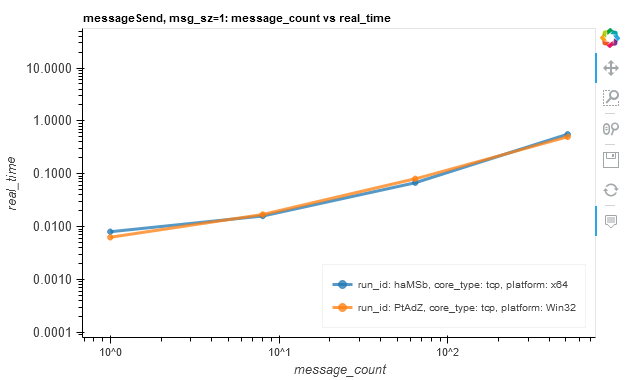 messageSend, msg_sz=1: message_count vs real_time
10.0000
1.0000
0.1000
0.0100
0.0010
0.0001
real_time
run_id: haMSb, core_type: tcp, platform: x64
run_id: PtAdZ, core_type: tcp, platform: Win32
10^0
10^1
10^2
message_count